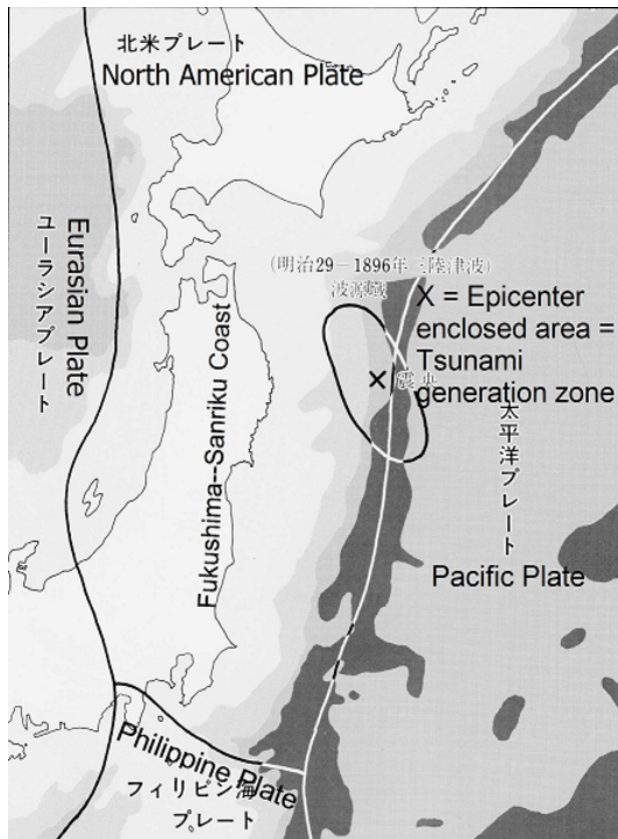 北米プレート
North American Plate
Eurasian Plate
ユーラシアプレート
(明治29－1896年三陸津波)
波源域
X = Epicenter
enclosed area =
Tsunami
generation zone
×震央
Fukushima--Sanriku Coast
太平洋プレート
Pacific Plate
Philippine Plate
フィリピン海
プレート